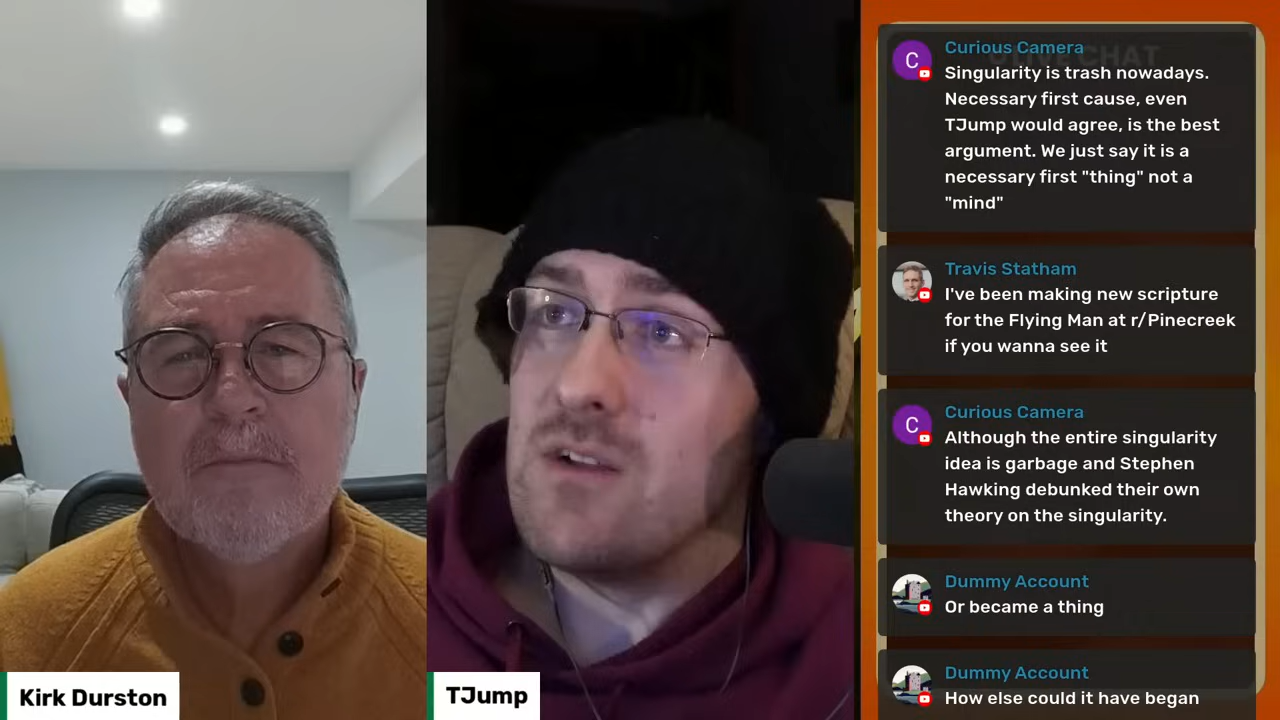 Kirk Durston
TJump
LIVE CHAT
C
Curious Camera
Singularity is trash nowadays.
Necessary first cause, even
TJump would agree, is the best
argument. We just say it is a
necessary first "thing" not a
"mind"
Travis Statham
I've been making new scripture
for the Flying Man at r/Pinecreek
if you wanna see it
C
Curious Camera
Although the entire singularity
idea is garbage and Stephen
Hawking debunked their own
theory on the singularity.
Dummy Account
Or became a thing
Dummy Account
How else could it have began